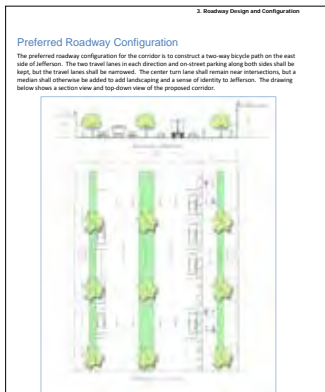 3. Roadway Design and Configuration
Preferred Roadway Configuration
The preferred roadway configuration for the corridor is to construct a two-way bicycle path on the east
side of Jefferson. The two travel lanes in each direction and on-street parking along both sides shall be
kept, but the travel lanes shall be narrowed. The center turn lane shall remain near intersections, but a
median shall otherwise be added to add landscaping and a sense of identity to Jefferson. The drawing
below shows a section view and top-down view of the proposed corridor.